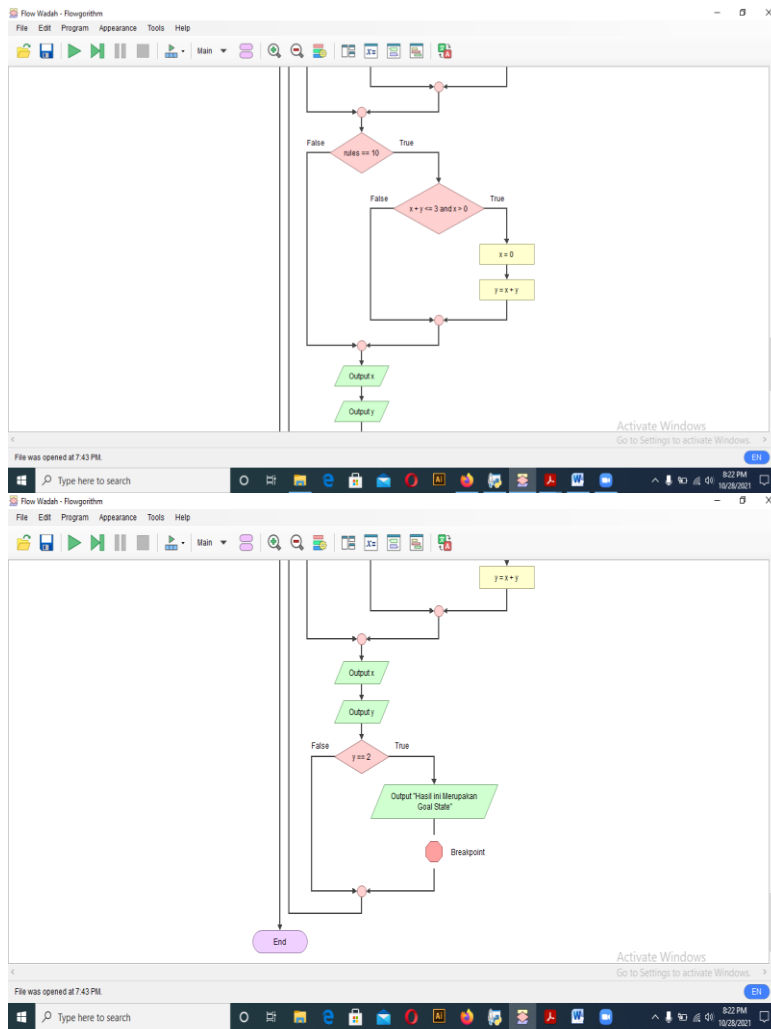 Flow Wadah - Flowgorithm
File Edit Program Appearance Tools Help
Main
False
True
rules == 10
False
True
x + y <= 3 and x > 0
x = 0
y = x + y
Output x
Output y
Activate Windows
Go to Settings to activate Windows.
File was opened at 7:43 PM.
EN
Type here to search
Ai
W
8:22 PM
10/28/2021
Flow Wadah - Flowgorithm
File Edit Program Appearance Tools Help
Main
y = x + y
Output x
Output y
False
True
y == 2
Output "Hasil ini Merupakan
Goal State"
Breakpoint
End
Activate Windows
Go to Settings to activate Windows.
File was opened at 7:43 PM.
EN
Type here to search
Ai
W
8:22 PM
10/28/2021